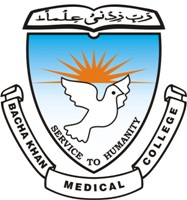 رَبِّ زِدْنِي عِلْمًا
SERVICE TO HUMANITY
BACHA KHAN
MEDICAL
COLLEGE